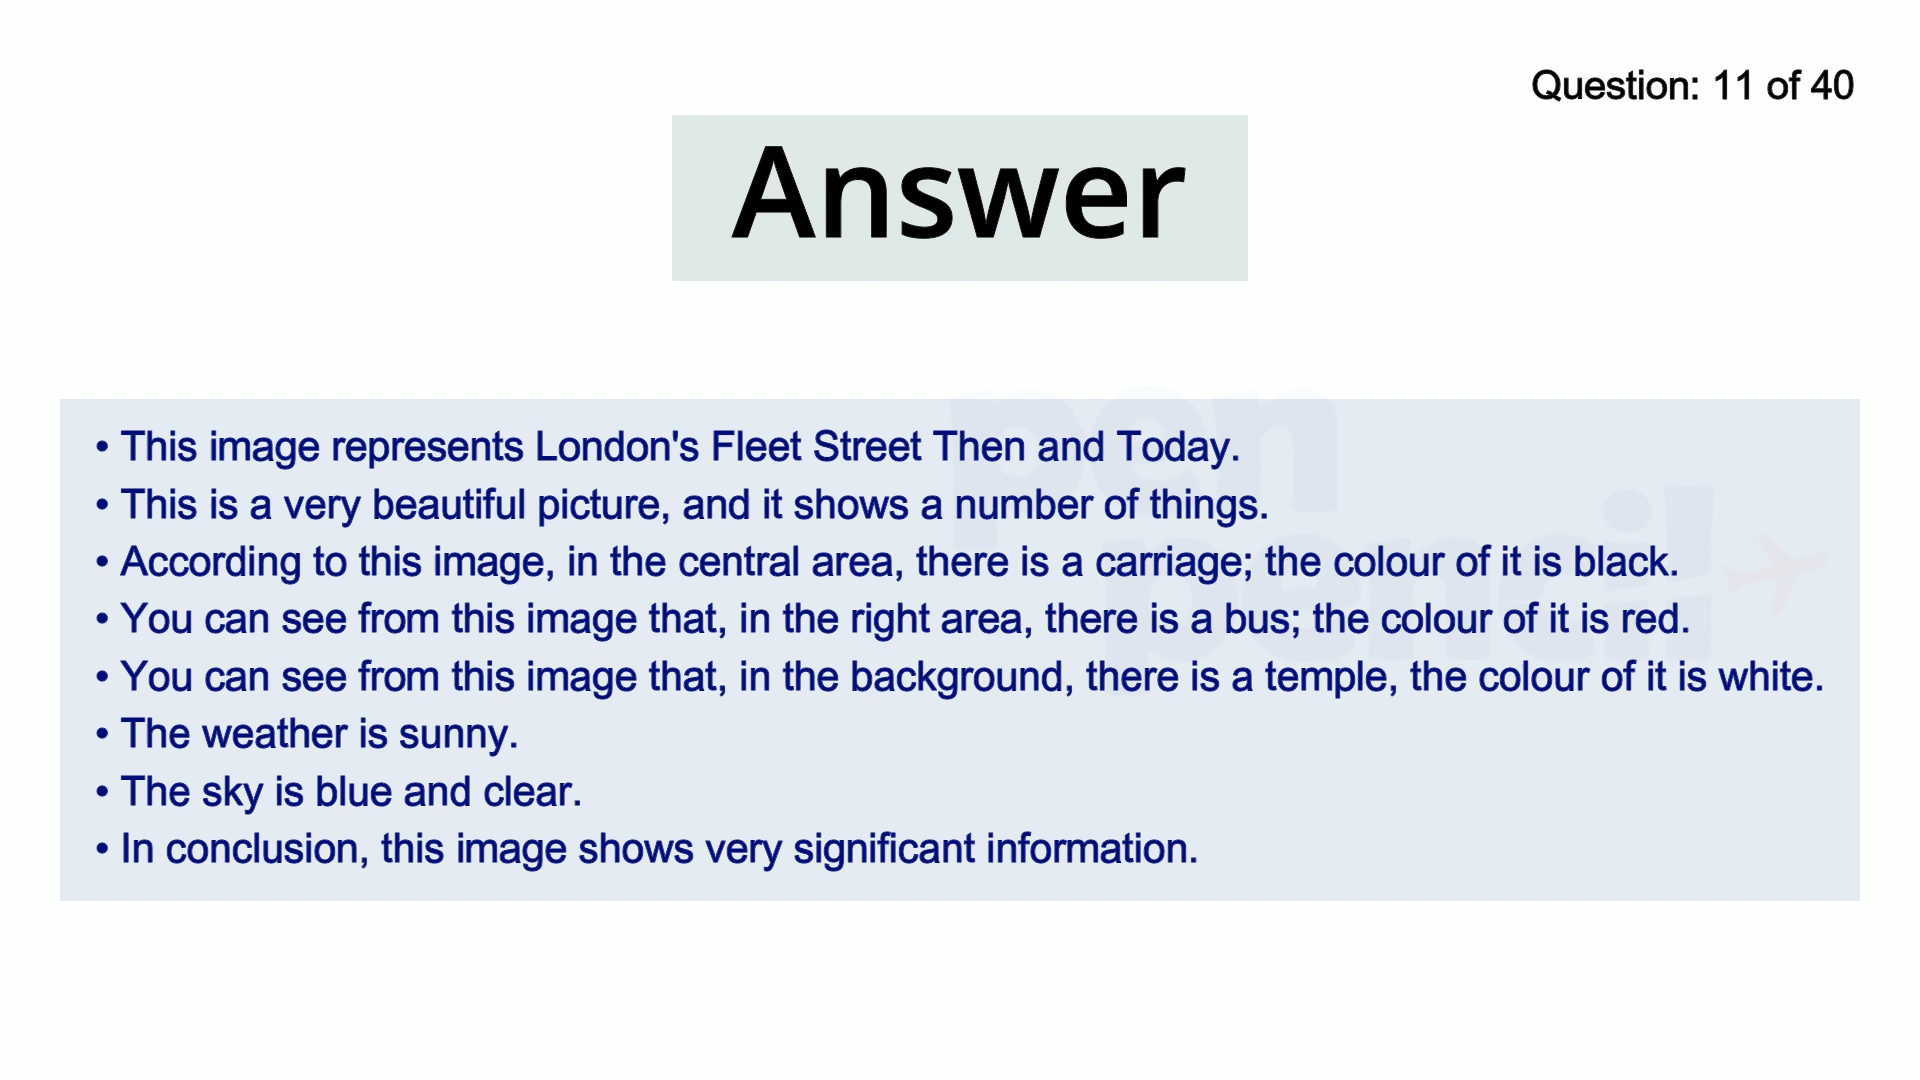 Question: 11 of 40
Answer
• This image represents London's Fleet Street Then and Today.
• This is a very beautiful picture, and it shows a number of things.
• According to this image, in the central area, there is a carriage; the colour of it is black.
• You can see from this image that, in the right area, there is a bus; the colour of it is red.
• You can see from this image that, in the background, there is a temple, the colour of it is white.
• The weather is sunny.
• The sky is blue and clear.
• In conclusion, this image shows very significant information.
pen
pencil